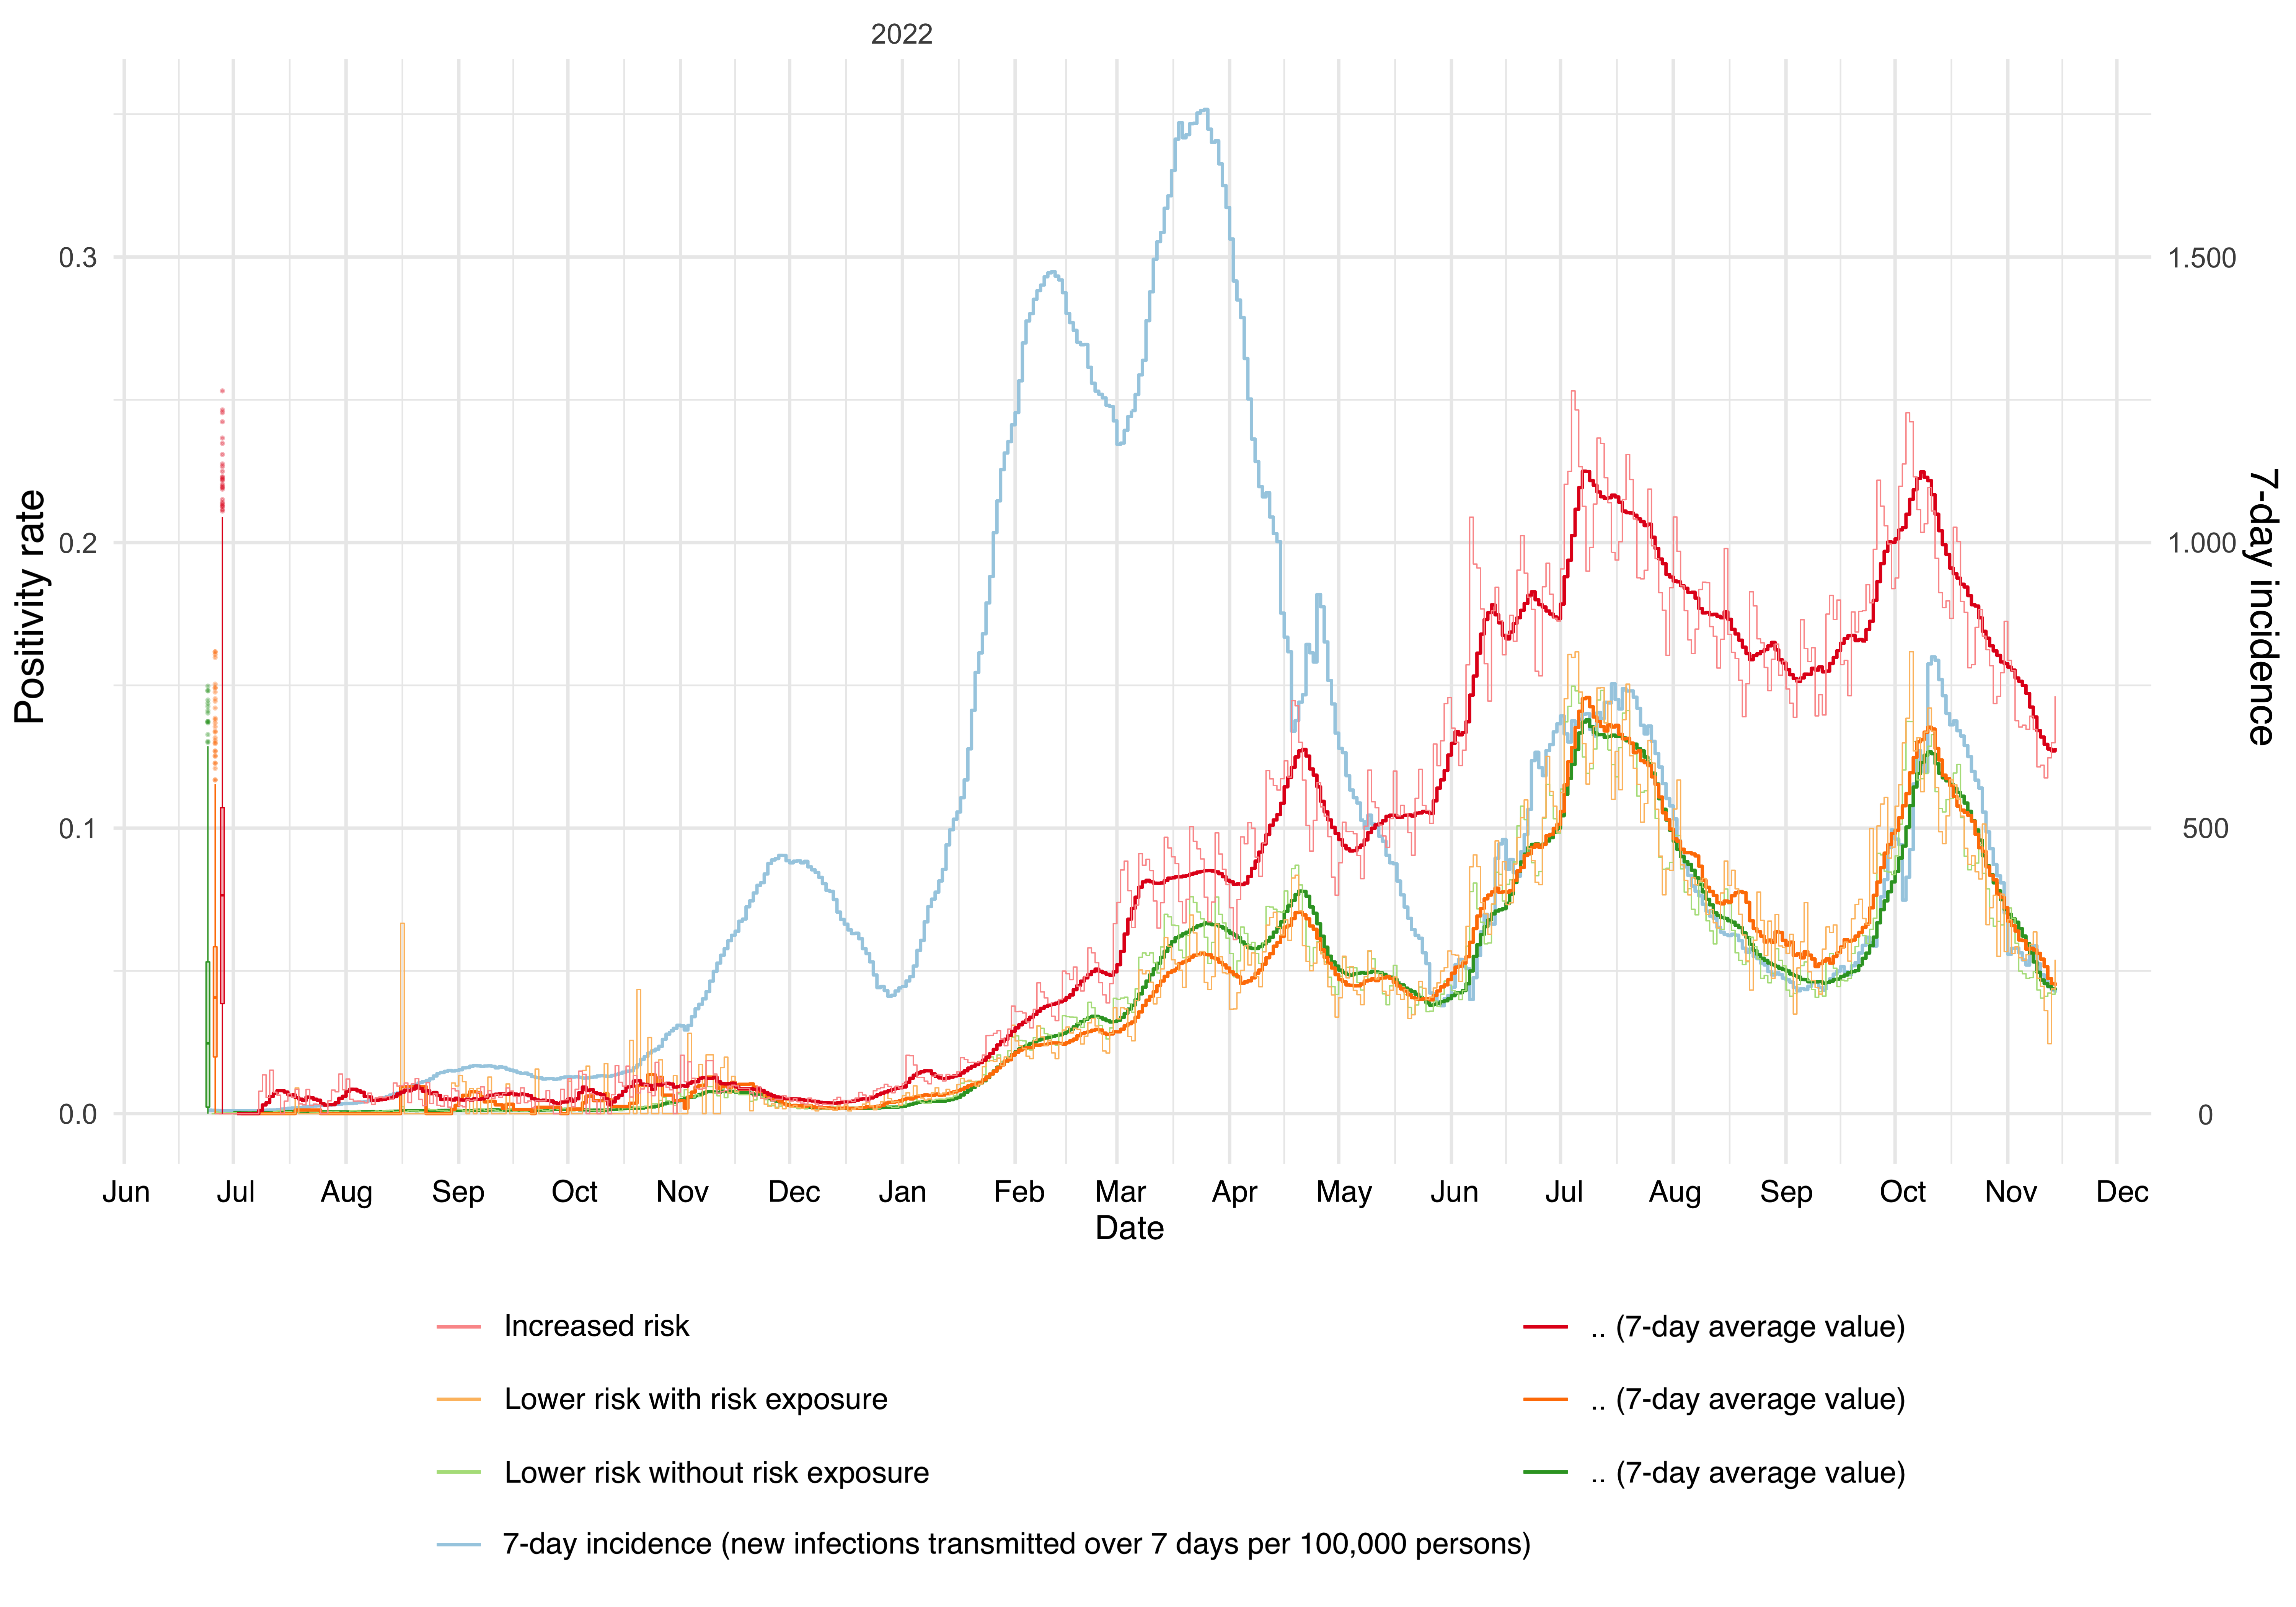 2022
0.3
0.2
0.1
0.0
Positivity rate
1.500
1.000
500
0
7-day incidence
Jun Jul Aug Sep Oct Nov Dec Jan Feb Mar Apr May Jun Jul Aug Sep Oct Nov Dec
Date
Increased risk .. (7-day average value)
Lower risk with risk exposure .. (7-day average value)
Lower risk without risk exposure .. (7-day average value)
7-day incidence (new infections transmitted over 7 days per 100,000 persons)